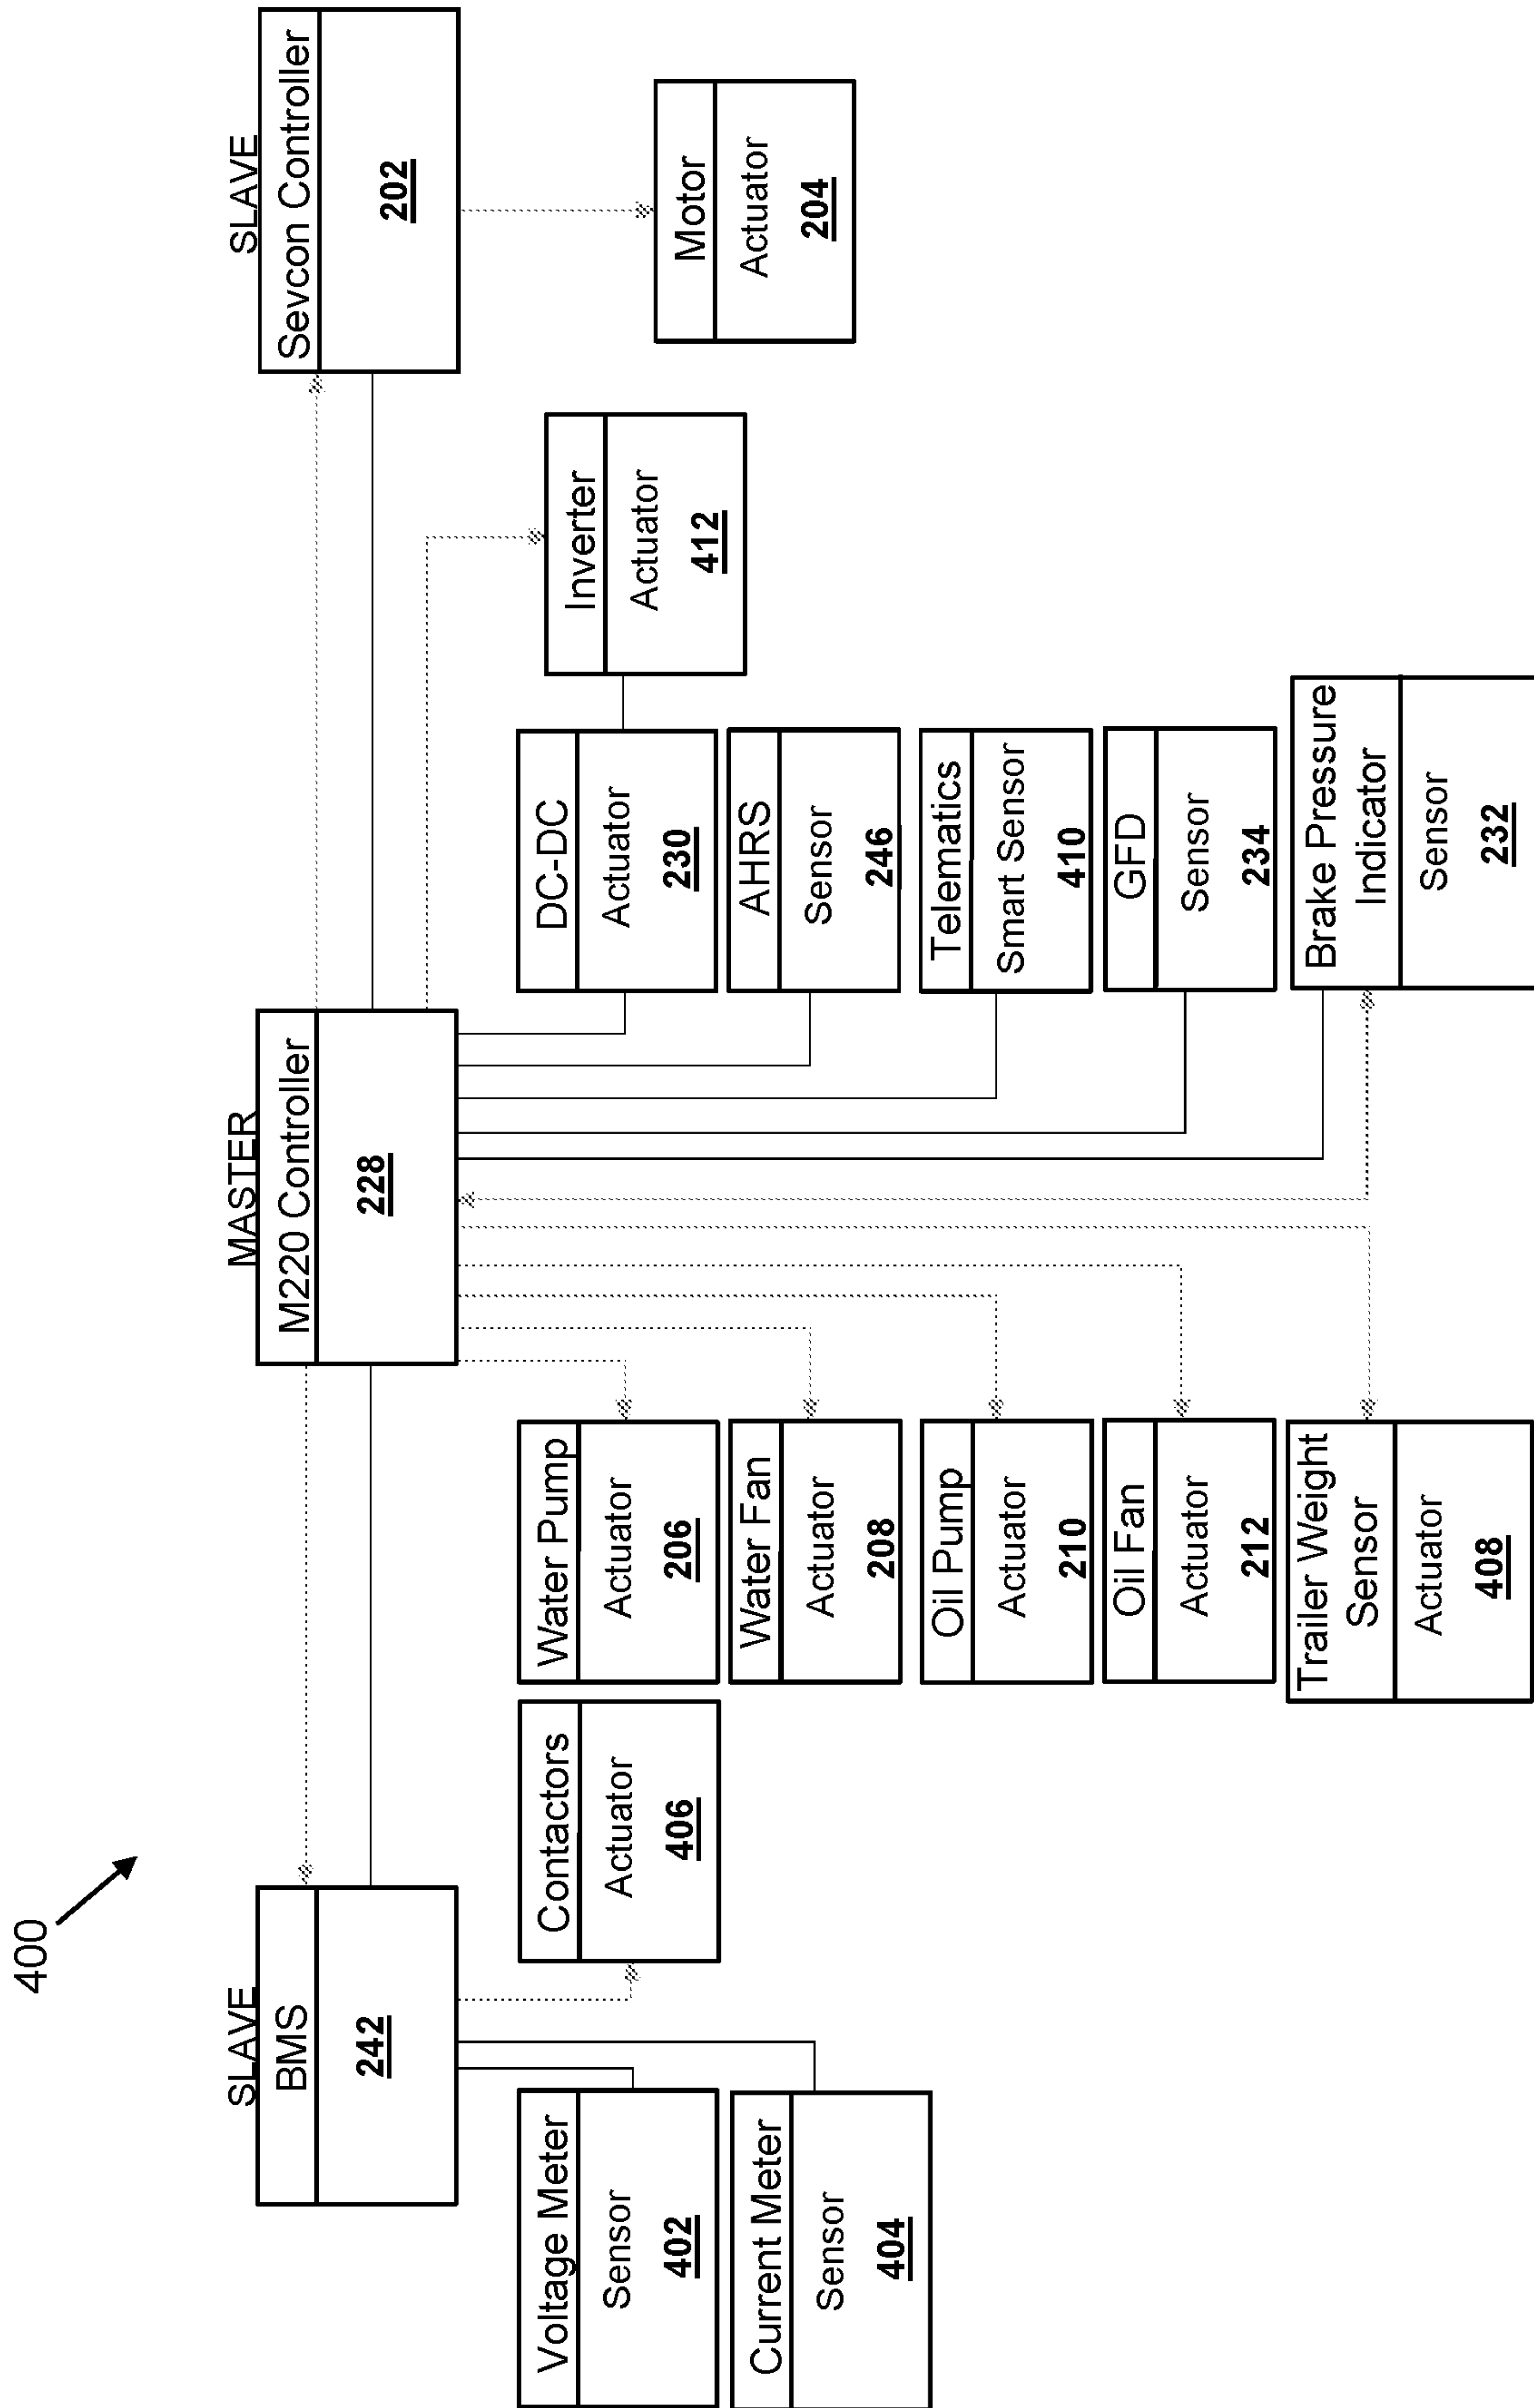 400
SLAVE
BMS
242
MASTER
M220 Controller
228
SLAVE
Sevcon Controller
202
Voltage Meter
Sensor
402
Current Meter
Sensor
404
Contactors
Actuator
406
Water Pump
Actuator
206
Water Fan
Actuator
208
Oil Pump
Actuator
210
Oil Fan
Actuator
212
Trailer Weight
Sensor
Actuator
408
DC-DC
Actuator
230
AHRS
Sensor
246
Telematics
Smart Sensor
410
GFD
Sensor
234
Brake Pressure
Indicator
Sensor
232
Inverter
Actuator
412
Motor
Actuator
204